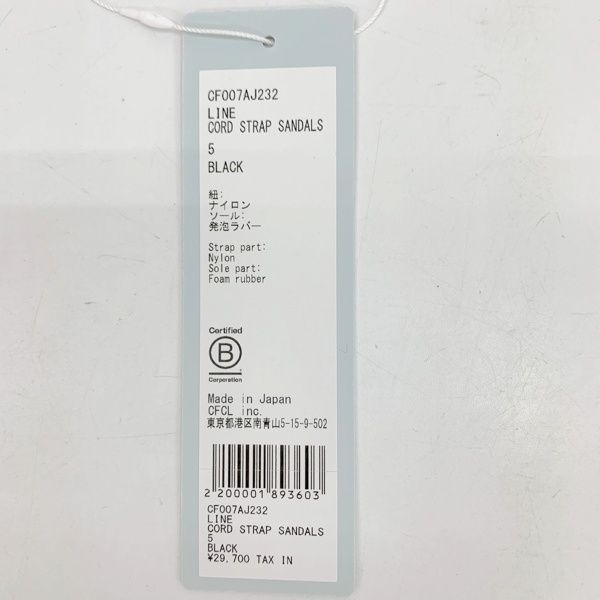 CF007AJ232
LINE
CORD STRAP SANDALS
5
BLACK
紐:
ナイロン
ソール:
発泡ラバー
Strap part:
Nylon
Sole part:
Foam rubber
Certified
B
Corporation
Made in Japan
CFCL inc.
東京都港区南青山5-15-9-502
2 200001 893603
CF007AJ232
LINE
CORD STRAP SANDALS
5
BLACK
¥29,700 TAX IN